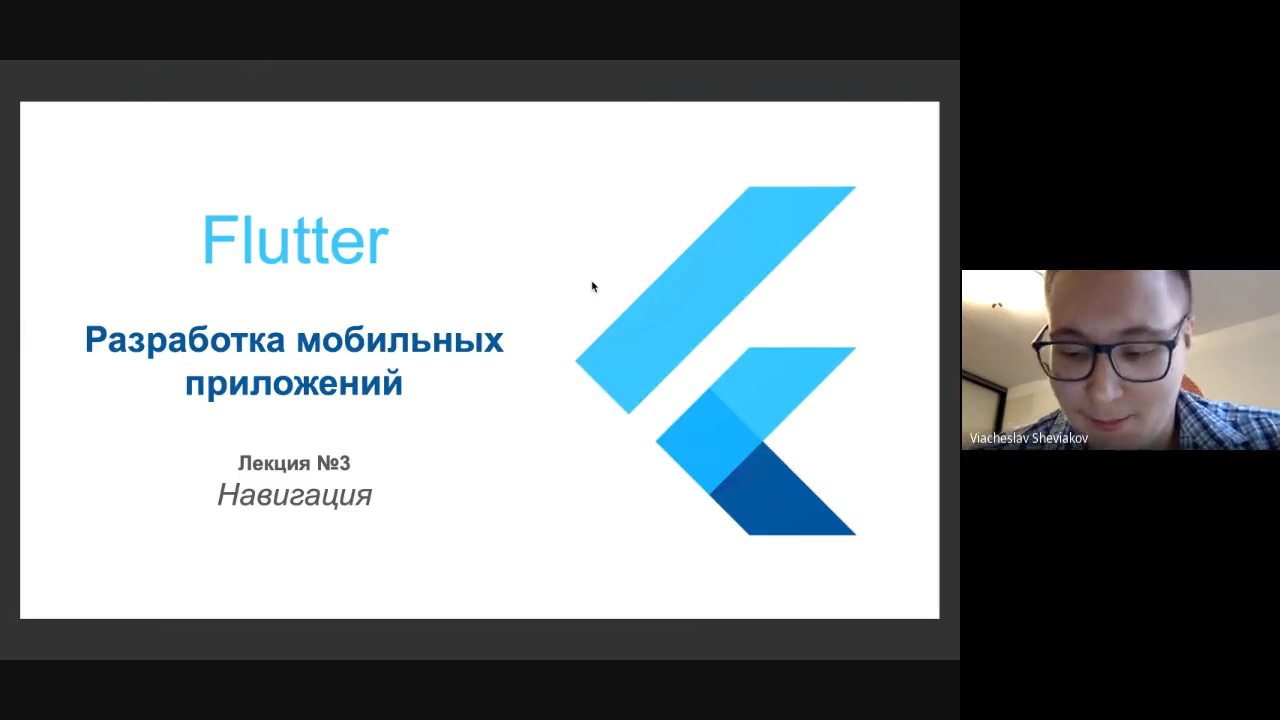 Flutter
Разработка мобильных
приложений
Лекция №3
Навигация
Viacheslav Sheviakov